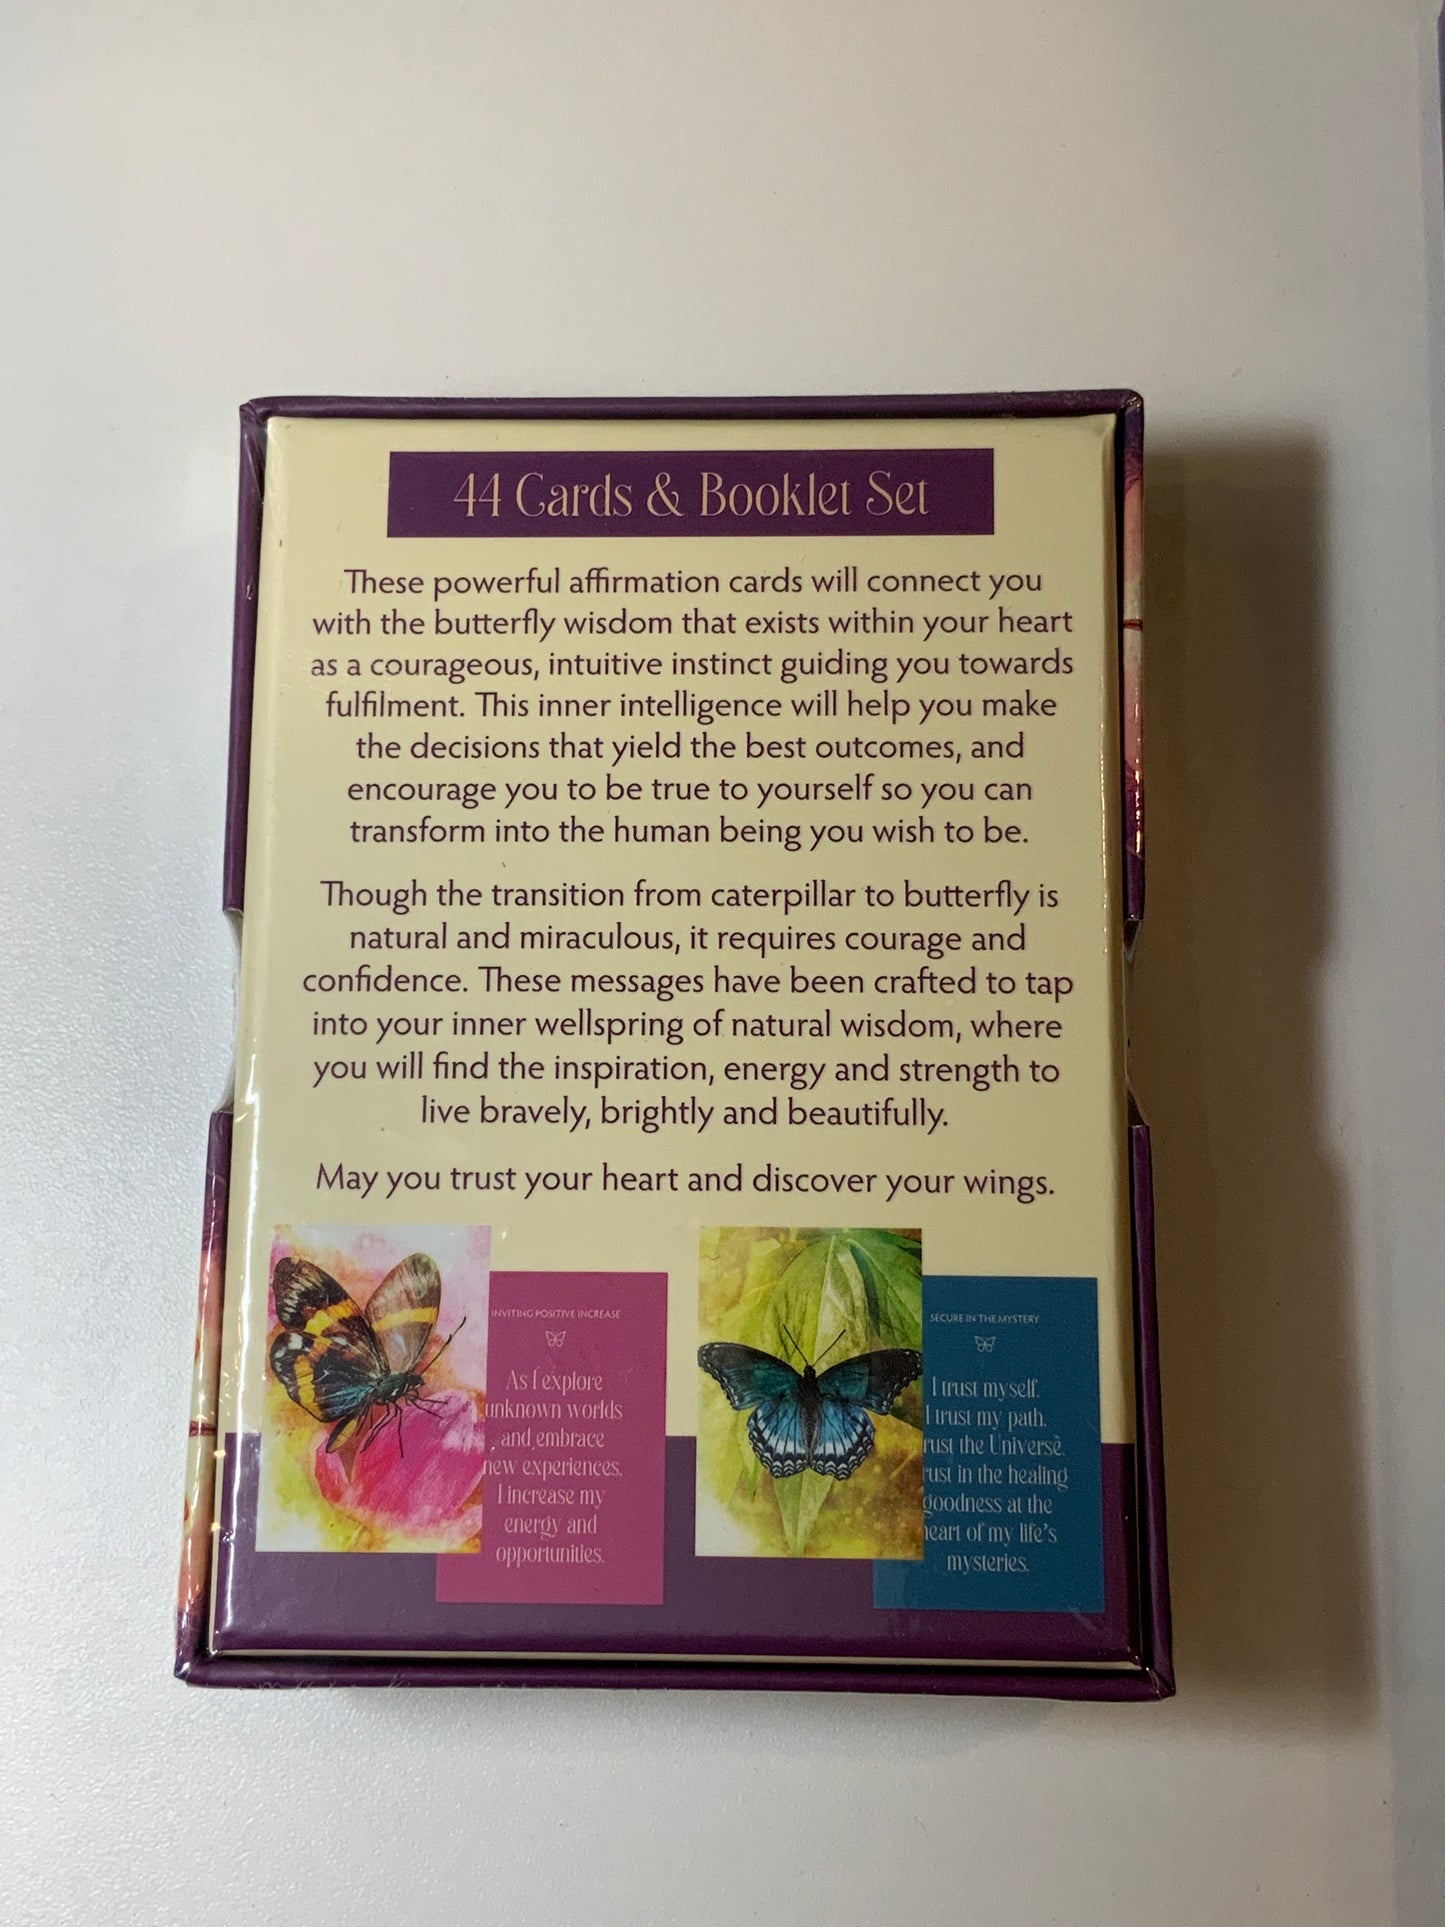 44 Cards & Booklet Set
These powerful affirmation cards will connect you
with the butterfly wisdom that exists within your heart
as a courageous, intuitive instinct guiding you towards
fulfilment. This inner intelligence will help you make
the decisions that yield the best outcomes, and
encourage you to be true to yourself so you can
transform into the human being you wish to be.
Though the transition from caterpillar to butterfly is
natural and miraculous, it requires courage and
confidence. These messages have been crafted to tap
into your inner wellspring of natural wisdom, where
you will find the inspiration, energy and strength to
live bravely, brightly and beautifully.
May you trust your heart and discover your wings.
INVITING POSITIVE INCREASE
As I explore
unknown worlds
and embrace
new experiences,
I increase my
energy and
opportunities.
SECURE IN THE MYSTERY
I trust myself.
I trust my path.
the Universe.
in the healing
goodness at the
of my life's
mysteries.